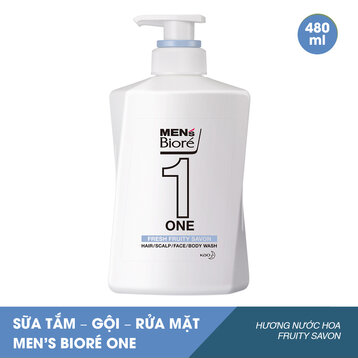 480
ml
MEN's
Bioré
1
ONE
FRESH FRUITY SAVON
HAIR/SCALP/FACE/BODY WASH
Kao
SỮA TẮM – GỘI – RỬA MẶT
MEN'S BIORÉ ONE
HƯƠNG NƯỚC HOA
FRUITY SAVON